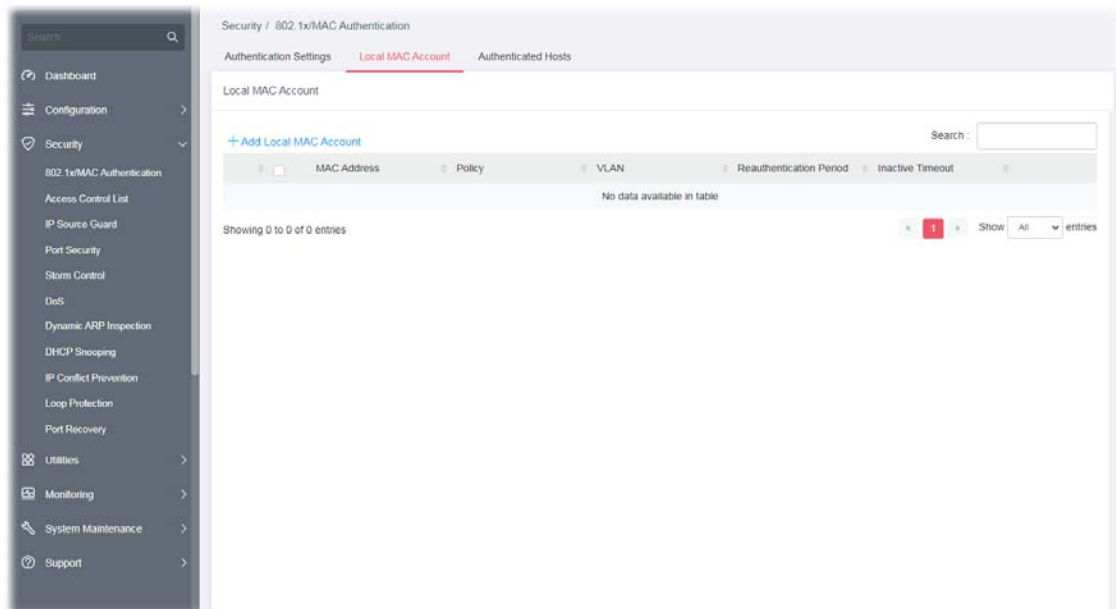 Search...
Dashboard
Configuration
Security
802.1x/MAC Authentication
Access Control List
IP Source Guard
Port Security
Storm Control
DoS
Dynamic ARP Inspection
DHCP Snooping
IP Conflict Prevention
Loop Protection
Port Recovery
Utilities
Monitoring
System Maintenance
Support
Security / 802.1x/MAC Authentication
Authentication Settings Local MAC Account Authenticated Hosts
Local MAC Account
+Add Local MAC Account Search :
MAC Address Policy VLAN Reauthentication Period Inactive Timeout
No data available in table
Showing 0 to 0 of 0 entries « 1 » Show All entries